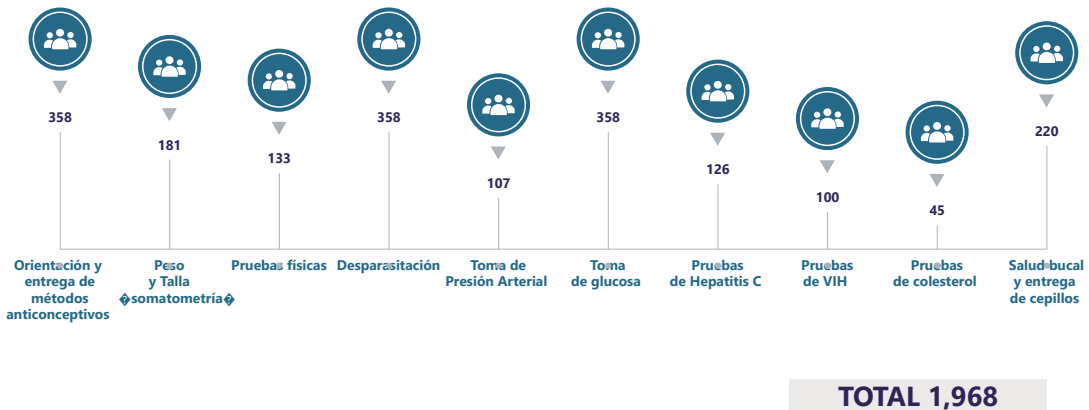 358
181
133
358
107
358
126
100
45
220
Orientación y
entrega de
métodos
anticonceptivos
Peso
y Talla
�somatometría�
Pruebas físicas
Desparasitación
Toma de
Presión Arterial
Toma
de glucosa
Pruebas
de Hepatitis C
Pruebas
de VIH
Pruebas
de colesterol
Salud bucal
y entrega
de cepillos
TOTAL 1,968